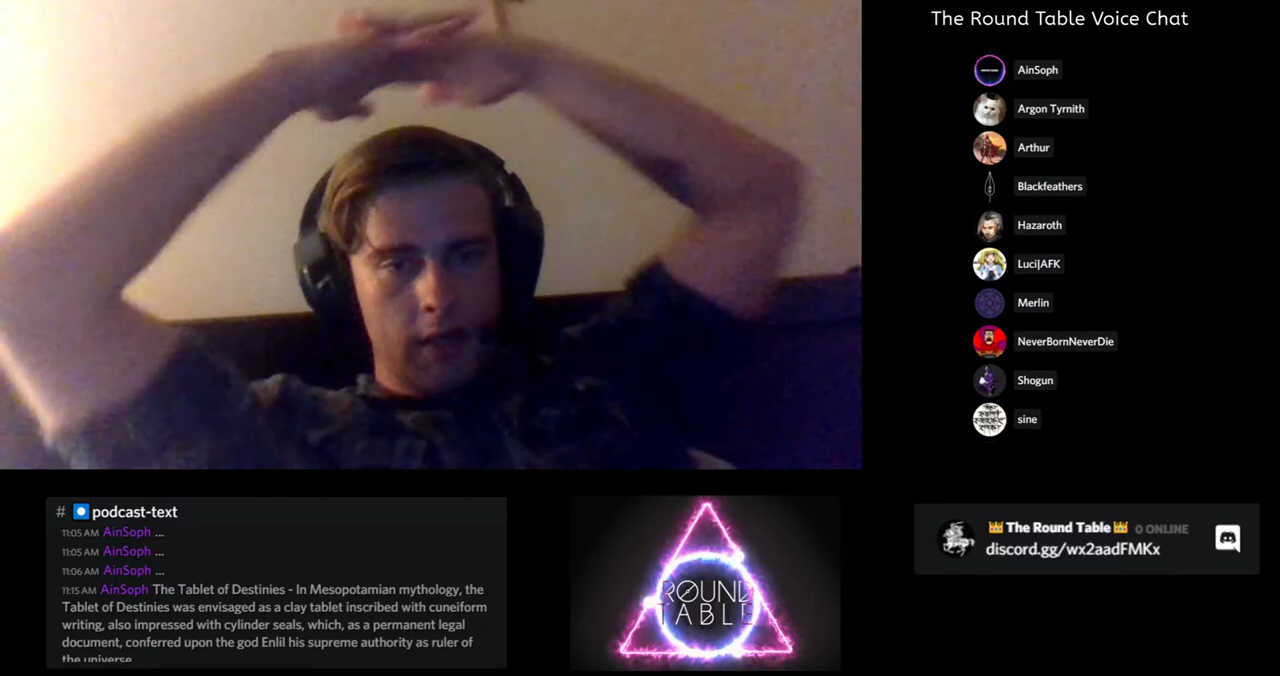 The Round Table Voice Chat
AinSoph
Argon Tyrnith
Arthur
Blackfeathers
Hazaroth
Luci|AFK
Merlin
NeverBornNeverDie
Shogun
sine
# podcast-text
11:05 AM AinSoph ...
11:05 AM AinSoph ...
11:06 AM AinSoph ...
11:15 AM AinSoph The Tablet of Destinies - In Mesopotamian mythology, the
Tablet of Destinies was envisaged as a clay tablet inscribed with cuneiform
writing, also impressed with cylinder seals, which, as a permanent legal
document, conferred upon the god Enlil his supreme authority as ruler of
the universe
ROUND
TABLE
The Round Table 0 ONLINE
discord.gg/wx2aadFMKx